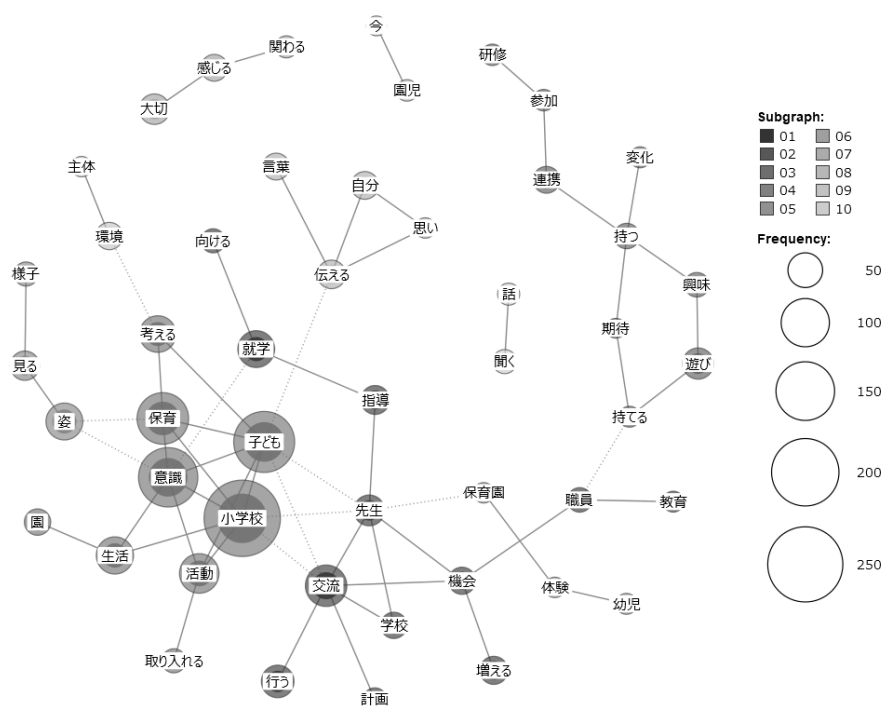 今
関わる
研修
感じる
園児
参加
大切
Subgraph:
01 06
02 07
03 08
04 09
05 10
主体
言葉
変化
自分
連携
環境
向ける
思い
持つ
Frequency:
様子
伝える
50
話
興味
考える
期待
100
就学
見る
聞く
遊び
150
指導
姿
保育
持てる
子ども
意識
200
保育園
職員
教育
園
小学校
先生
生活
活動
交流
機会
体験
250
幼児
学校
取り入れる
行う
増える
計画